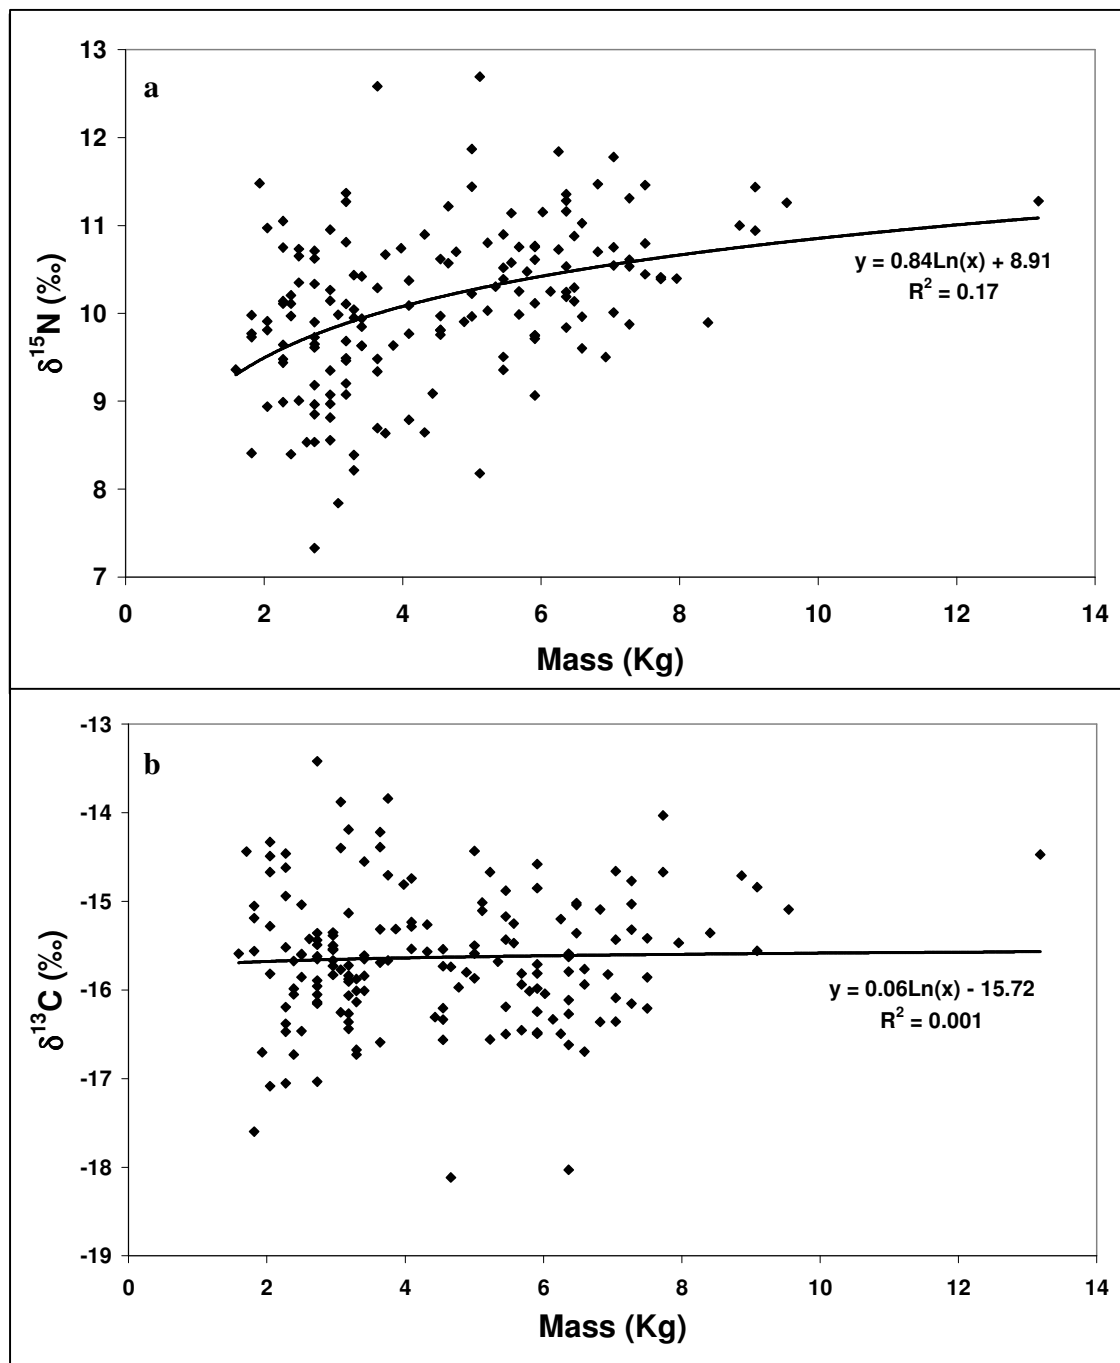 a
13
12
11
10
9
8
7
δ¹⁵N (‰)
y = 0.84Ln(x) + 8.91
R² = 0.17
0 2 4 6 8 10 12 14
Mass (Kg)
b
-13
-14
-15
-16
-17
-18
-19
δ¹³C (‰)
y = 0.06Ln(x) - 15.72
R² = 0.001
0 2 4 6 8 10 12 14
Mass (Kg)